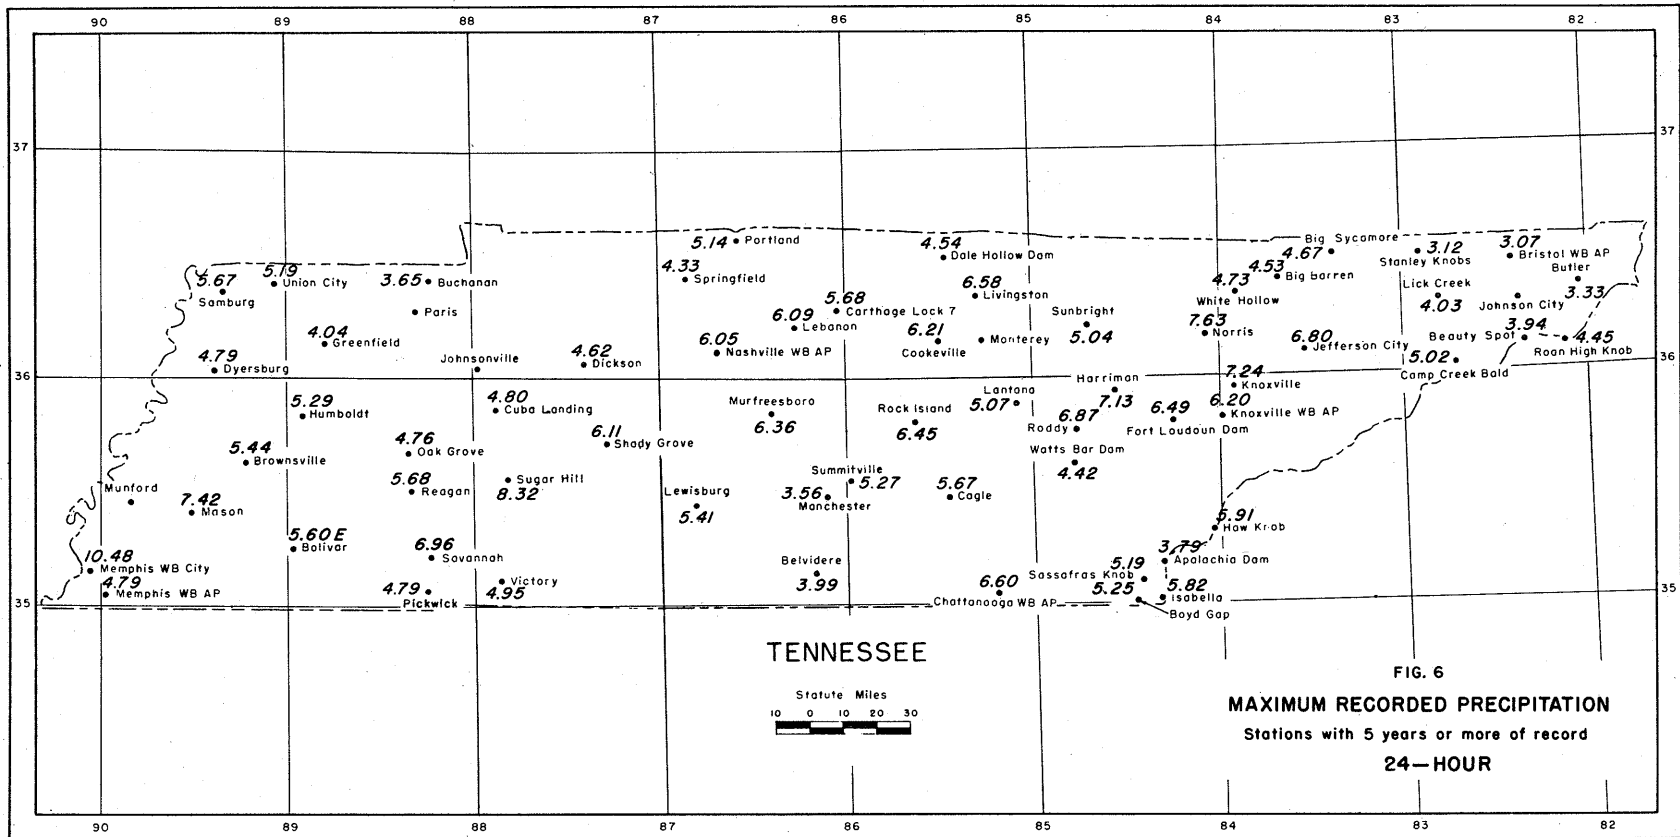 90 89 88 87 86 85 84 83 82
37 37
5.14 Portland
4.54
Dale Hollow Dam
Big Sycamore
4.67
3.12
Stanley Knobs
3.07
Bristol WB AP
Butler
3.33
5.67
Samburg
5.19
Union City
3.65 Buchanan
4.33
Springfield
6.58
Livingston
4.53
Big barren
4.73
White Hollow
Lick Creek
4.03
Johnson City
Paris
5.68
Carthage Lock 7
6.09
Lebanon
Sunbright
5.04
7.63
Norris
3.94
Beauty Spot
4.45
Roan High Knob
4.04
Greenfield
6.05
Nashville WB AP
6.21
Cookeville
Monterey
6.80
Jefferson City
5.02
Camp Creek Bald
4.79
Dyersburg
Johnsonville
4.62
Dickson
36 36
5.29
Humboldt
4.80
Cuba Landing
Murfreesboro
6.36
Rock Island
6.45
Lantana
5.07
Harriman
7.13
7.24
Knoxville
6.87
Roddy
6.49
Fort Loudoun Dam
6.20
Knoxville WB AP
5.44
Brownsville
4.76
Oak Grove
6.11
Shady Grove
Watts Bar Dam
4.42
Munford
7.42
Mason
5.68
Reagan
Sugar Hill
8.32
Lewisburg
5.41
Summitville
5.27
3.56
Manchester
5.67
Cagle
5.60 E
Bolivar
6.96
Savannah
5.91
Haw Knob
10.48
Memphis WB City
4.79
Memphis WB AP
4.79
Pickwick
Victory
4.95
Belvidere
3.99
6.60
Chattanooga WB AP
3.79
Apalachia Dam
5.19
Sassafras Knob
5.25
Boyd Gap
5.82
Isabella
35 35
TENNESSEE
Statute Miles
10 0 10 20 30
FIG. 6
MAXIMUM RECORDED PRECIPITATION
Stations with 5 years or more of record
24—HOUR
90 89 88 87 86 85 84 83 82